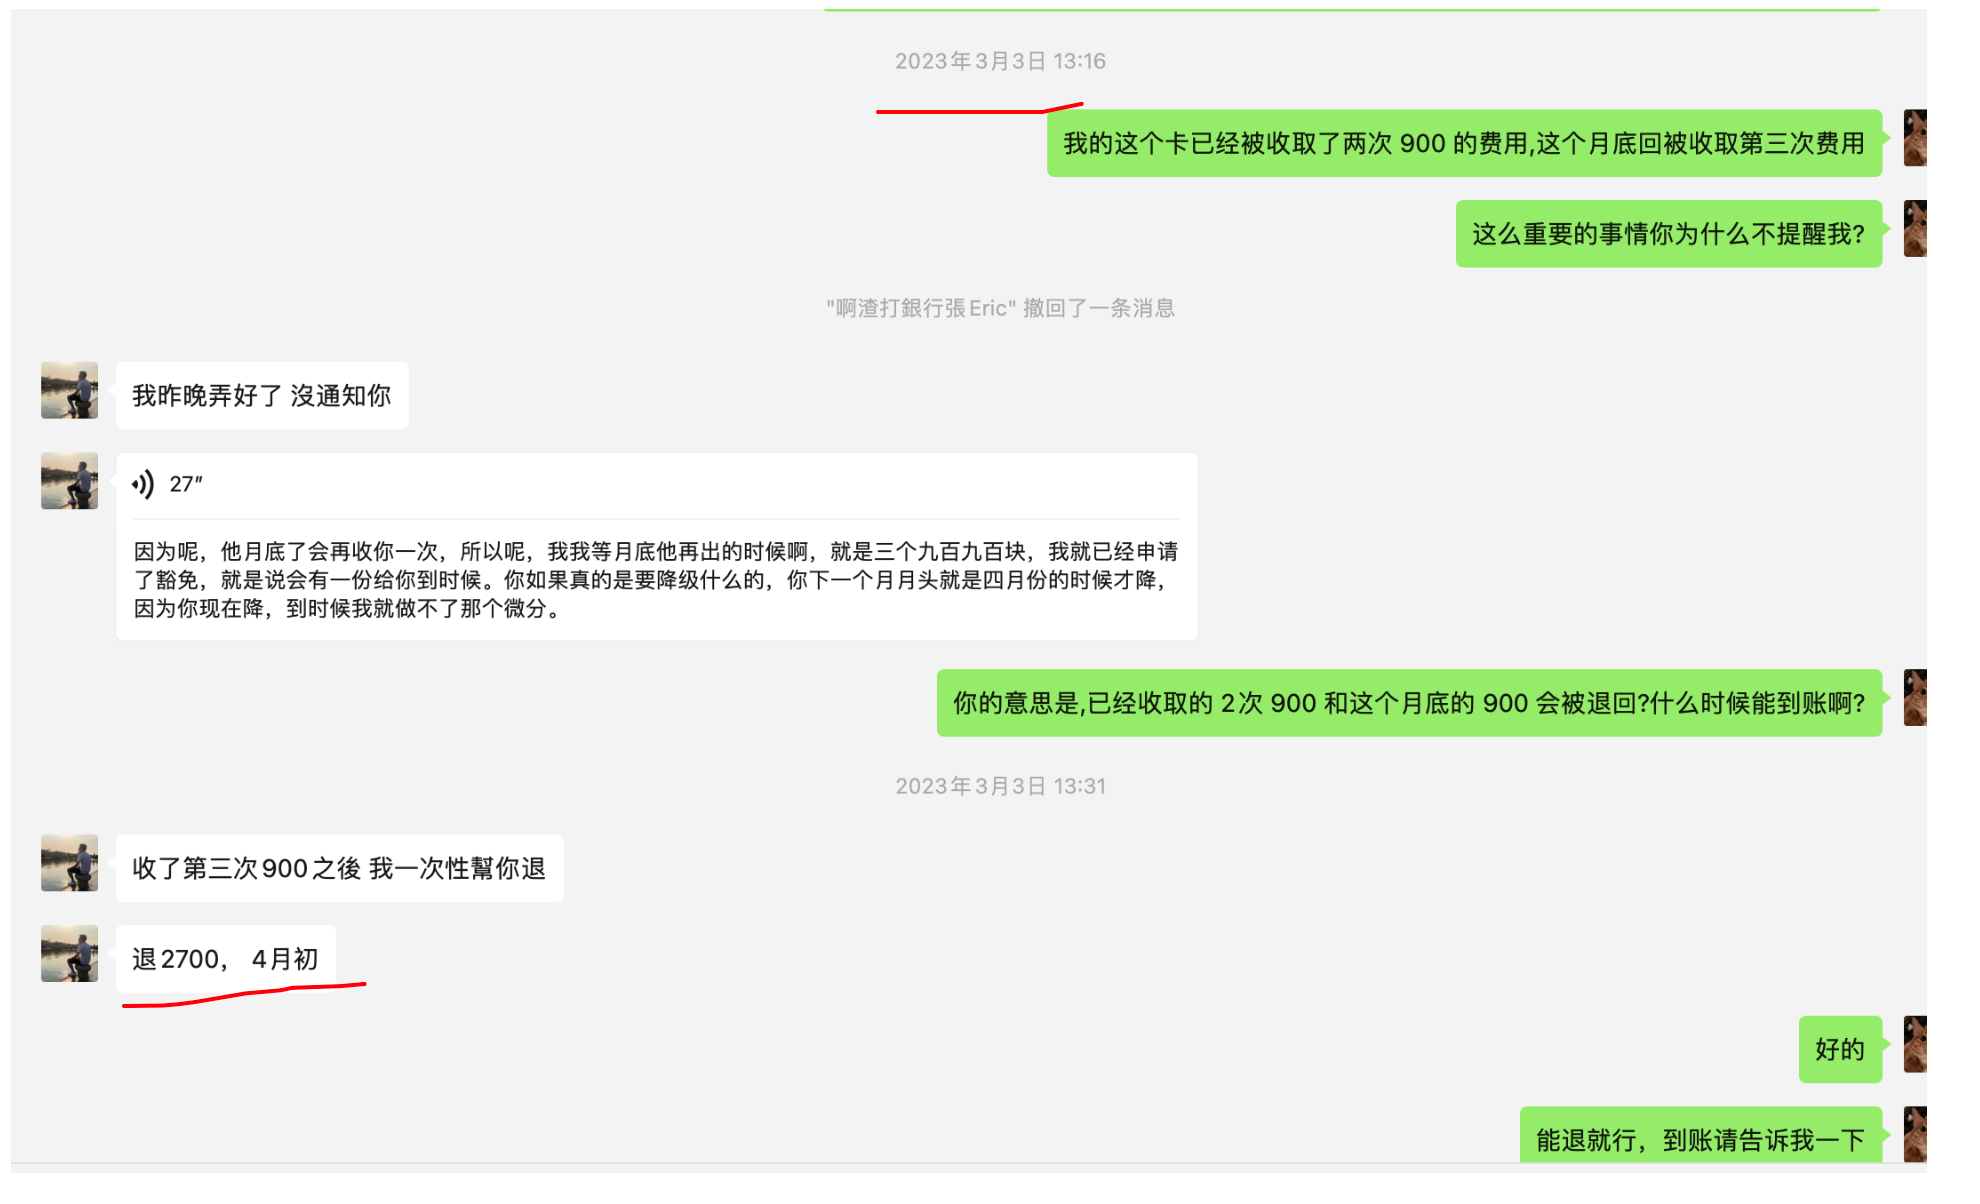 2023年3月3日 13:16
我的这个卡已经被收取了两次 900 的费用,这个月底回被收取第三次费用
这么重要的事情你为什么不提醒我?
"啊渣打銀行張Eric" 撤回了一条消息
我昨晚弄好了 沒通知你
27"
因为呢，他月底了会再收你一次，所以呢，我我等月底他再出的时候啊，就是三个九百九百块，我就已经申请
了豁免，就是说会有一份给你到时候。你如果真的是要降级什么的，你下一个月月头就是四月份的时候才降，
因为你现在降，到时候我就做不了那个微分。
你的意思是,已经收取的 2次 900 和这个月底的 900 会被退回?什么时候能到账啊?
2023年3月3日 13:31
收了第三次900之後 我一次性幫你退
退2700， 4月初
好的
能退就行，到账请告诉我一下